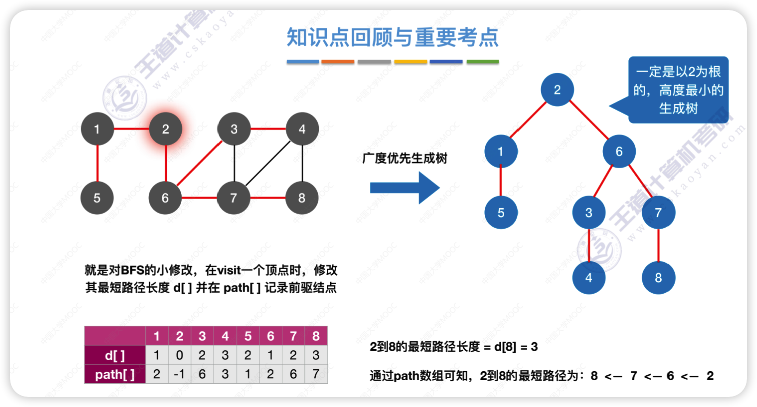 知识点回顾与重要考点
1 2 3 4
5 6 7 8
广度优先生成树
2
1 6
5 3 7
4 8
一定是以2为根
的，高度最小的
生成树
就是对BFS的小修改，在visit一个顶点时，修改
其最短路径长度 d[ ] 并在 path[ ] 记录前驱结点
1 2 3 4 5 6 7 8
d[ ] 1 0 2 3 2 1 2 3
path[ ] 2 -1 6 3 1 2 6 7
2到8的最短路径长度 = d[8] = 3
通过path数组可知，2到8的最短路径为：8 <— 7 <— 6 <— 2
王道计算机考研
www.cskaoyan.com